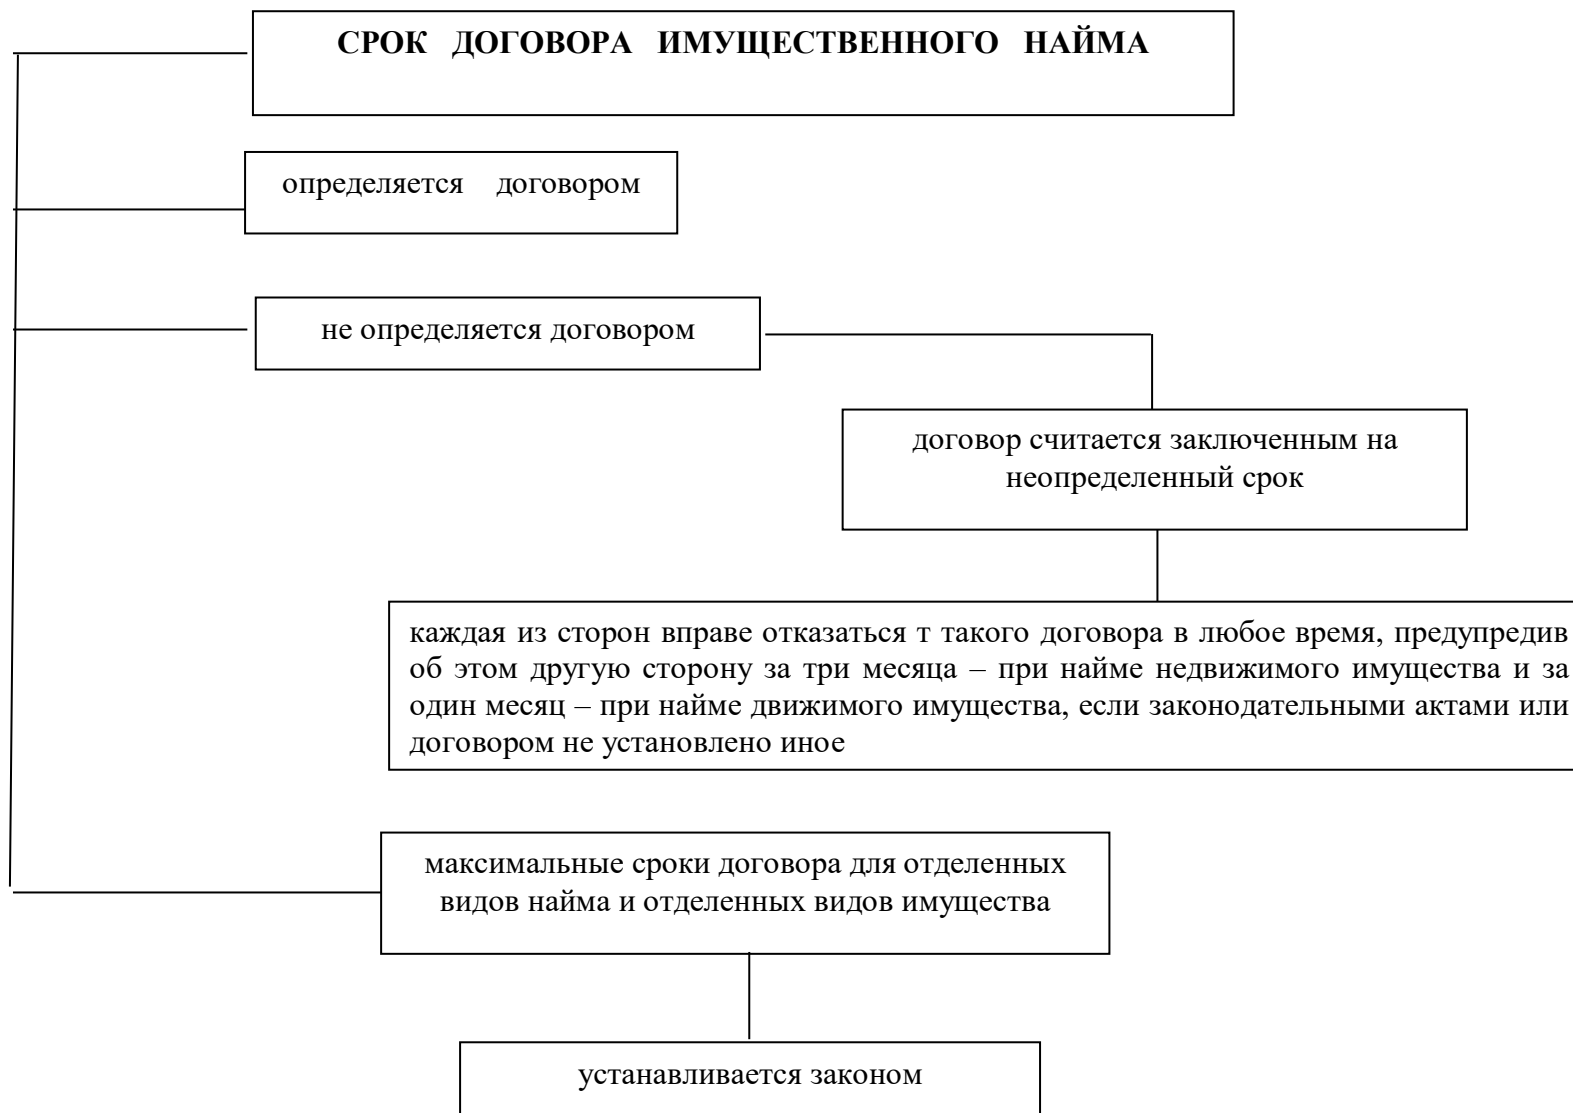 СРОК ДОГОВОРА ИМУЩЕСТВЕННОГО НАЙМА
определяется договором
не определяется договором
договор считается заключенным на
неопределенный срок
каждая из сторон вправе отказаться т такого договора в любое время, предупредив
об этом другую сторону за три месяца – при найме недвижимого имущества и за
один месяц – при найме движимого имущества, если законодательными актами или
договором не установлено иное
максимальные сроки договора для отделенных
видов найма и отделенных видов имущества
устанавливается законом